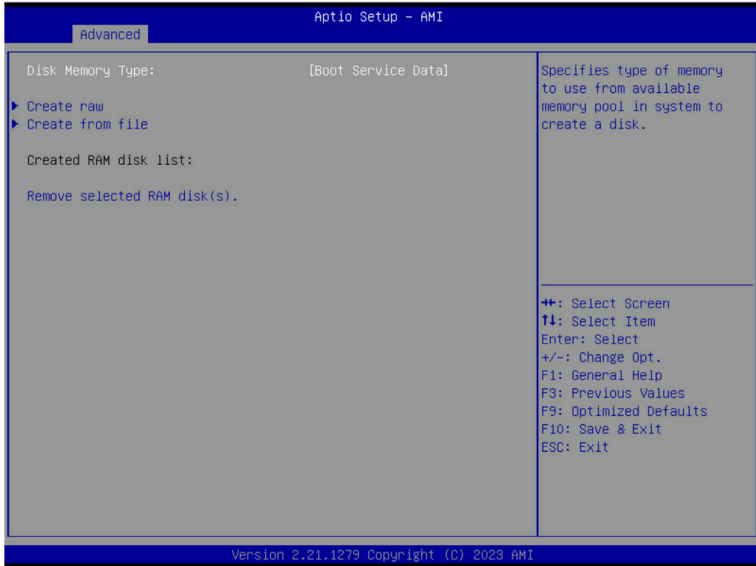 Aptio Setup – AMI
Advanced
Disk Memory Type: [Boot Service Data]
Create raw
Create from file
Created RAM disk list:
Remove selected RAM disk(s).
Specifies type of memory
to use from available
memory pool in system to
create a disk.
→←: Select Screen
↑↓: Select Item
Enter: Select
+/-: Change Opt.
F1: General Help
F3: Previous Values
F9: Optimized Defaults
F10: Save & Exit
ESC: Exit
Version 2.21.1279 Copyright (C) 2023 AMI